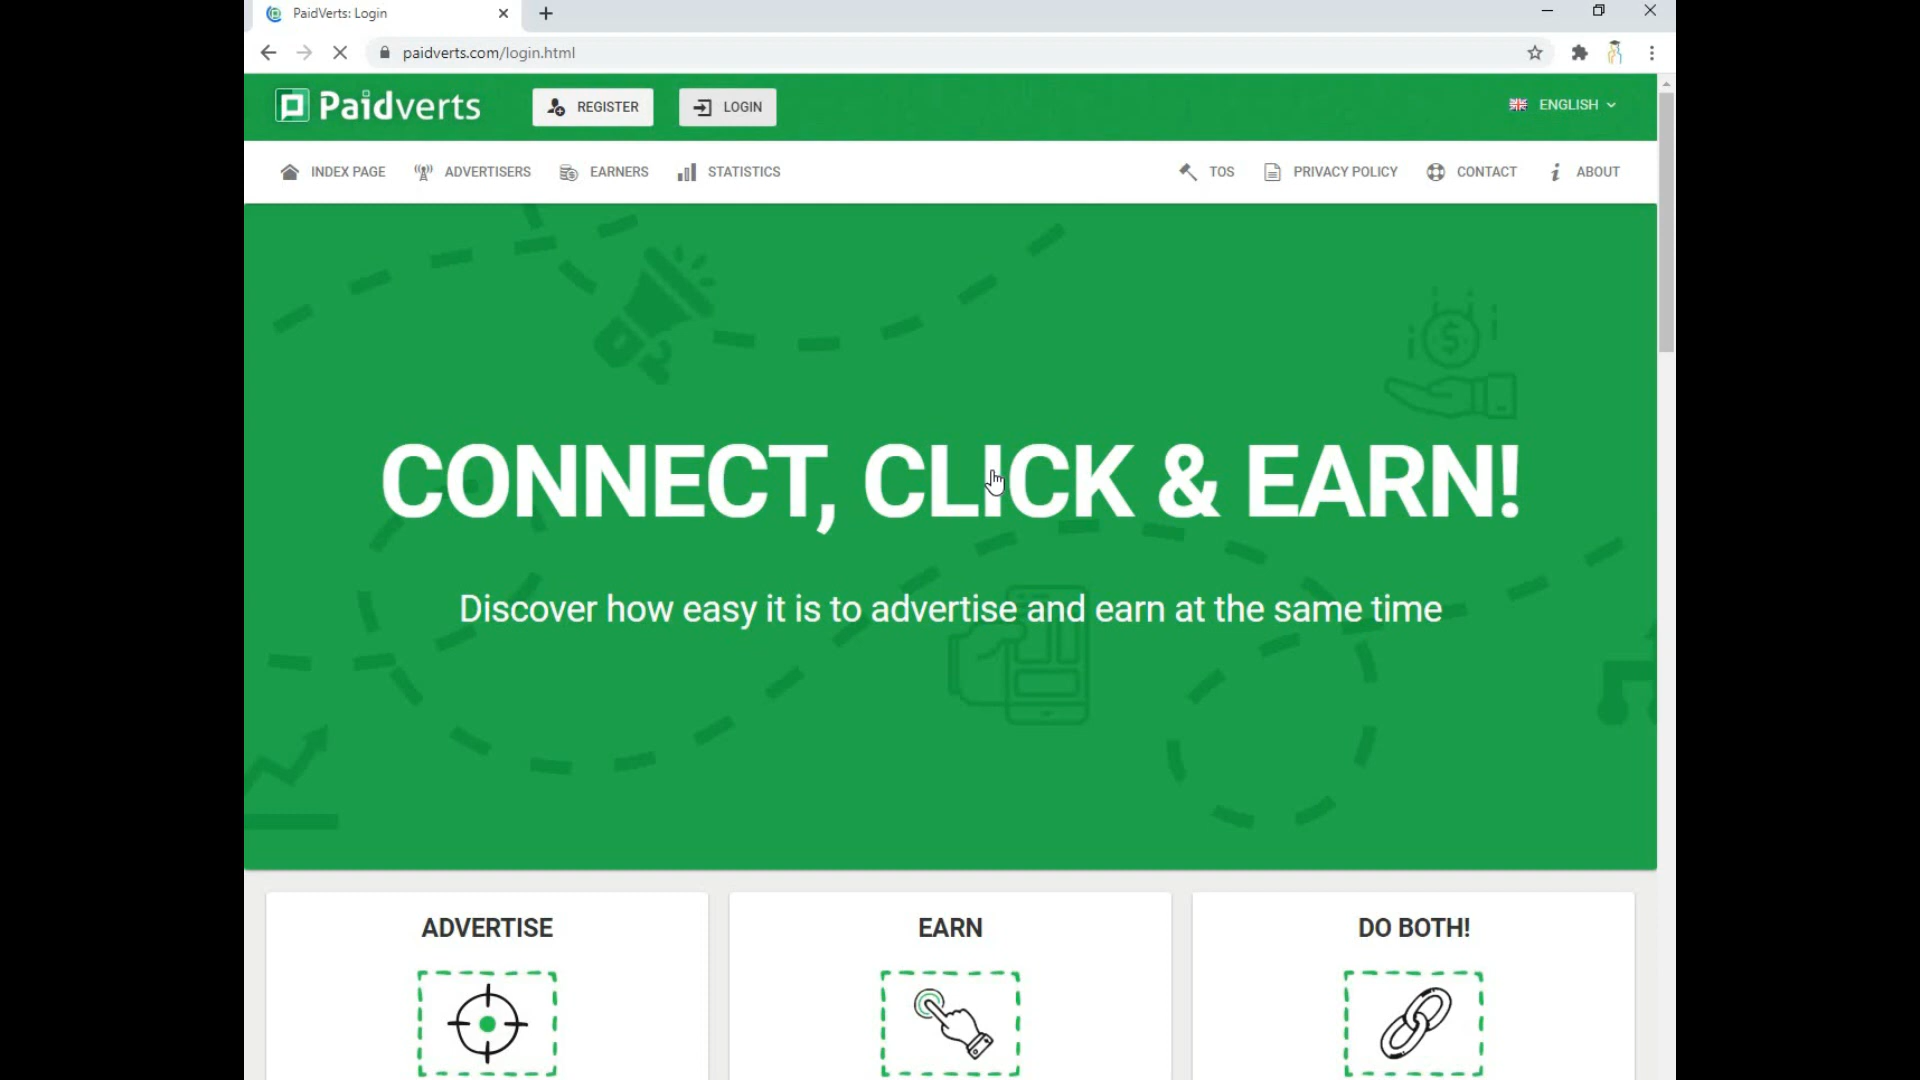 PaidVerts: Login
paidverts.com/login.html
Paidverts
REGISTER
LOGIN
ENGLISH
INDEX PAGE
ADVERTISERS
EARNERS
STATISTICS
TOS
PRIVACY POLICY
CONTACT
ABOUT
CONNECT, CLICK & EARN!
Discover how easy it is to advertise and earn at the same time
ADVERTISE
EARN
DO BOTH!